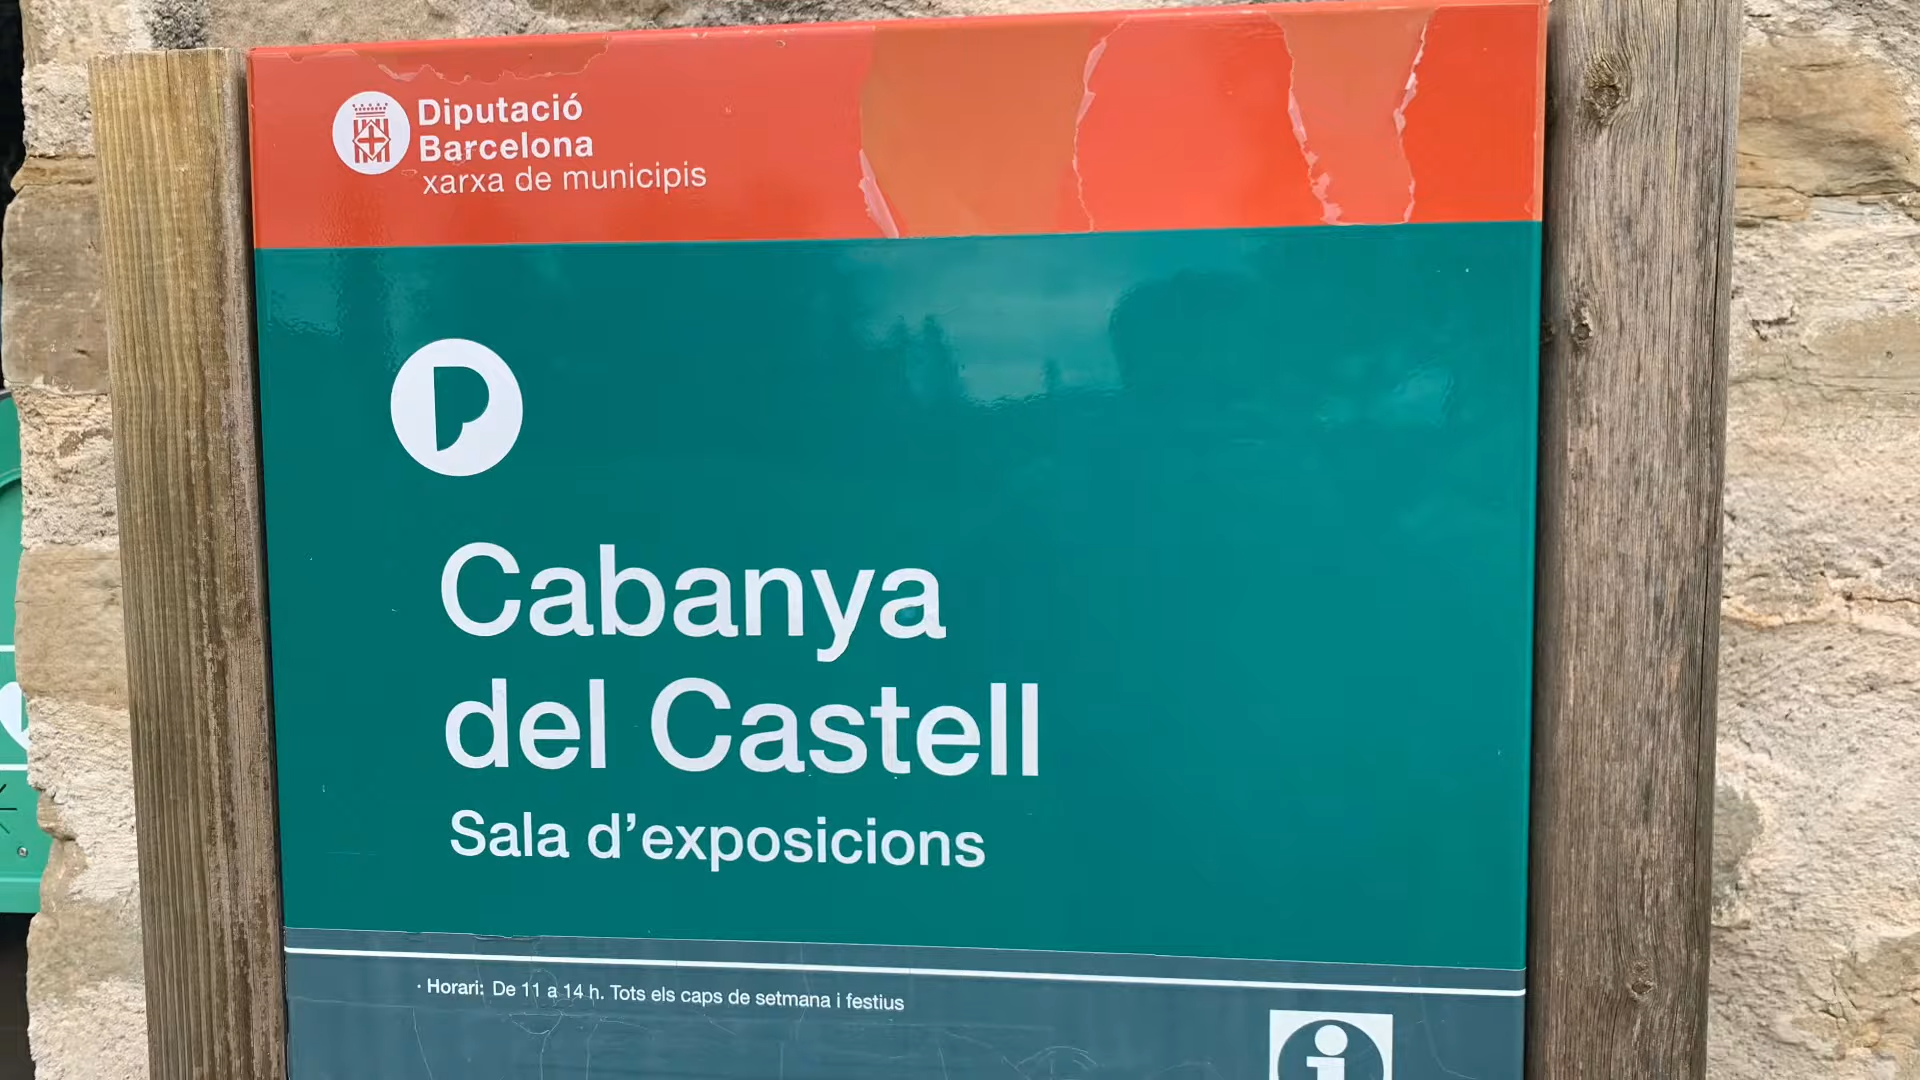 Diputació
Barcelona
xarxa de municipis
Cabanya
del Castell
Sala d’exposicions
· Horari: De 11 a 14 h. Tots els caps de setmana i festius